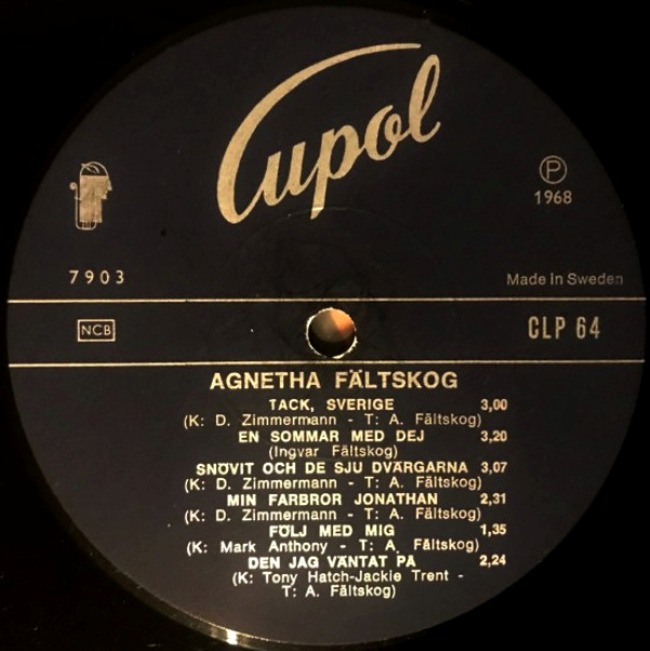 Cupol
Ⓟ
1968
7903
Made in Sweden
NCB
CLP 64
AGNETHA FÄLTSKOG
TACK, SVERIGE 3,00
(K: D. Zimmermann - T: A. Fältskog)
EN SOMMAR MED DEJ 3,20
(Ingvar Fältskog)
SNÖVIT OCH DE SJU DVÄRGARNA 3,07
(K: D. Zimmermann - T: A. Fältskog)
MIN FARBROR JONATHAN 2,31
(K: D. Zimmermann - T: A. Fältskog)
FÖLJ MED MIG 1,35
(K: Mark Anthony - T: A. Fältskog)
DEN JAG VÄNTAT PÅ 2,24
(K: Tony Hatch-Jackie Trent -
T: A. Fältskog)